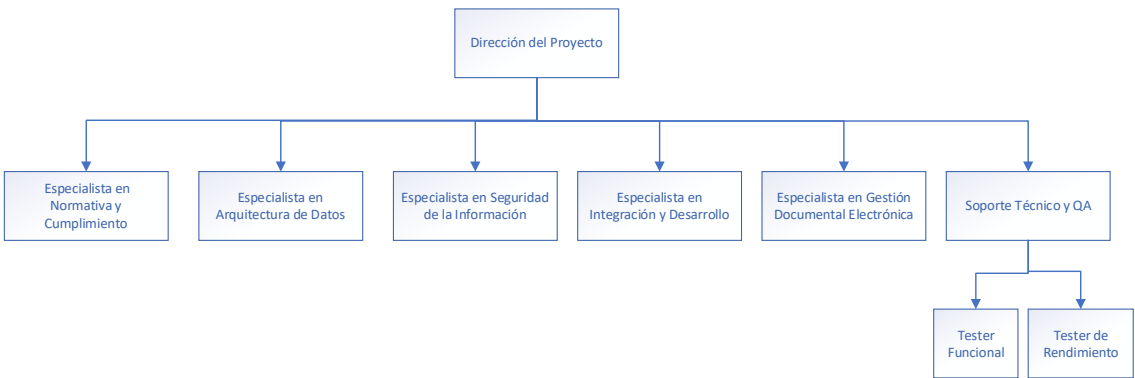 Dirección del Proyecto
Especialista en
Normativa y
Cumplimiento
Especialista en
Arquitectura de Datos
Especialista en Seguridad
de la Información
Especialista en
Integración y Desarrollo
Especialista en Gestión
Documental Electrónica
Soporte Técnico y QA
Tester
Funcional
Tester de
Rendimiento